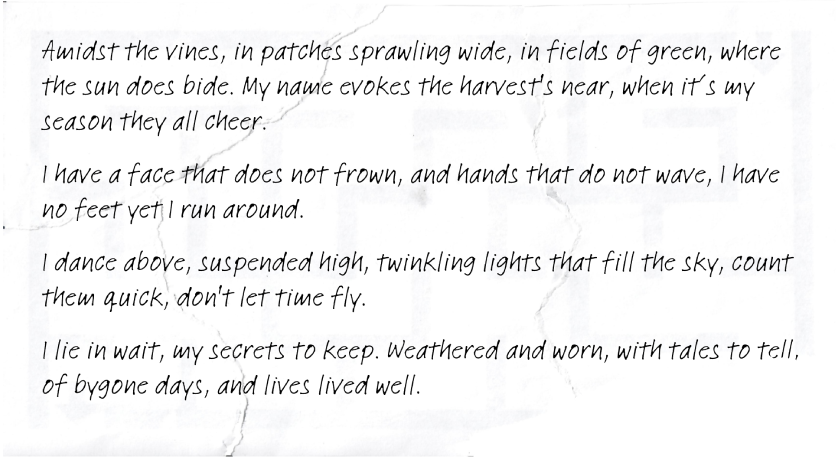 Amidst the vines, in patches sprawling wide, in fields of green, where
the sun does bide. My name evokes the harvest's near, when it's my
season they all cheer.
I have a face that does not frown, and hands that do not wave, I have
no feet yet I run around.
I dance above, suspended high, twinkling lights that fill the sky, count
them quick, don't let time fly.
I lie in wait, my secrets to keep. Weathered and worn, with tales to tell,
of bygone days, and lives lived well.